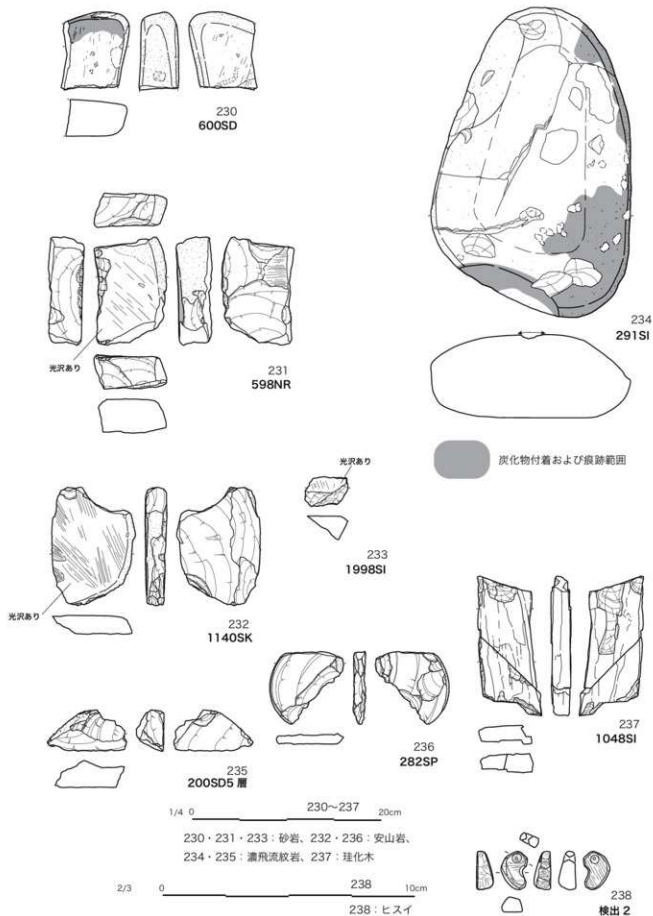 230
600SD
234
291SI
光沢あり
231
598NR
炭化物付着および痕跡範囲
光沢あり
233
1998SI
光沢あり
232
1140SK
237
1048SI
236
282SP
235
200SD5 層
230〜237
1/4 0 20cm
230・231・233：砂岩、232・236：安山岩、
234・235：濃飛流紋岩、237：珪化木
238
2/3 0 10cm
238：ヒスイ
238
検出 2